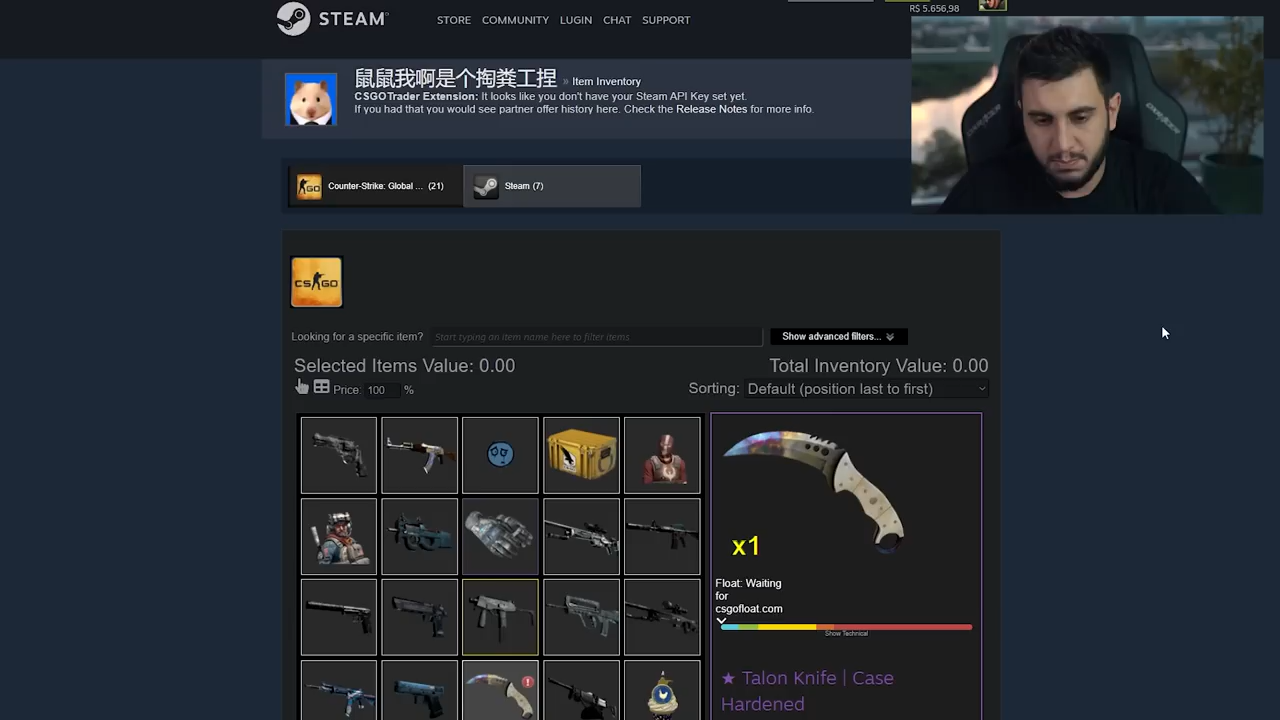 R$ 5.656,98
STEAM
STORE COMMUNITY LUGIN CHAT SUPPORT
鼠鼠我啊是个掏粪工捏 » Item Inventory
CSGOTrader Extension: It looks like you don't have your Steam API Key set yet.
If you had that you would see partner offer history here. Check the Release Notes for more info.
GO Counter-Strike: Global ... (21)
Steam (7)
CS GO
Looking for a specific item? Start typing an item name here to filter items Show advanced filters...
Selected Items Value: 0.00 Total Inventory Value: 0.00
Price: 100 % Sorting: Default (position last to first)
x1
Float: Waiting
for
csgofloat.com
Show Technical
★ Talon Knife | Case
Hardened